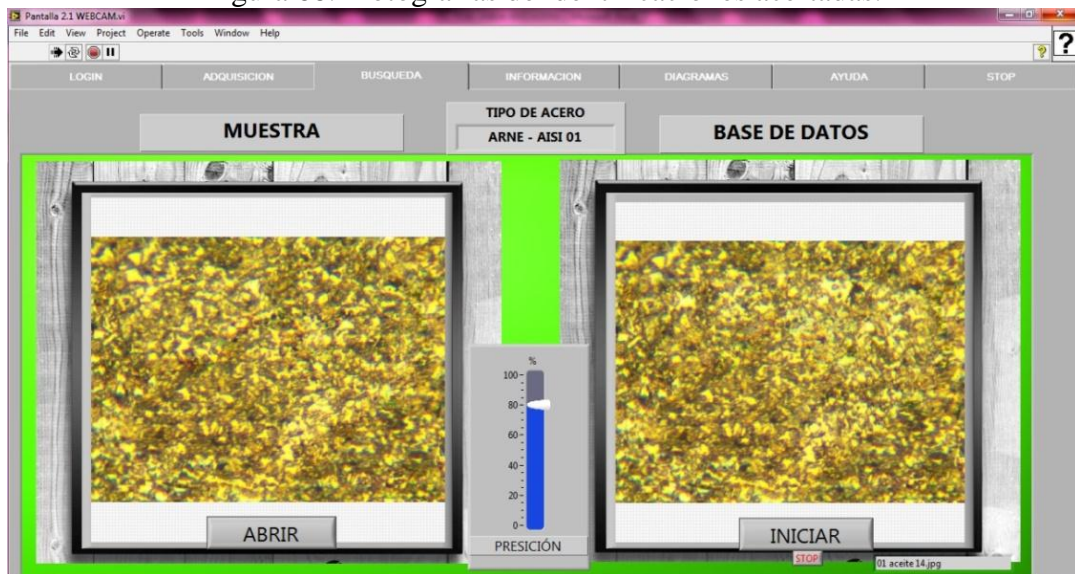 Pantalla 2.1 WEBCAM.vi
File Edit View Project Operate Tools Window Help
?
?
LOGIN ADQUISICION BUSQUEDA INFORMACION DIAGRAMAS AYUDA STOP
TIPO DE ACERO
MUESTRA
ARNE - AISI 01
BASE DE DATOS
%
100
80
60
40
20
0
PRESICIÓN
ABRIR
INICIAR
STOP
01 aceite 14.jpg